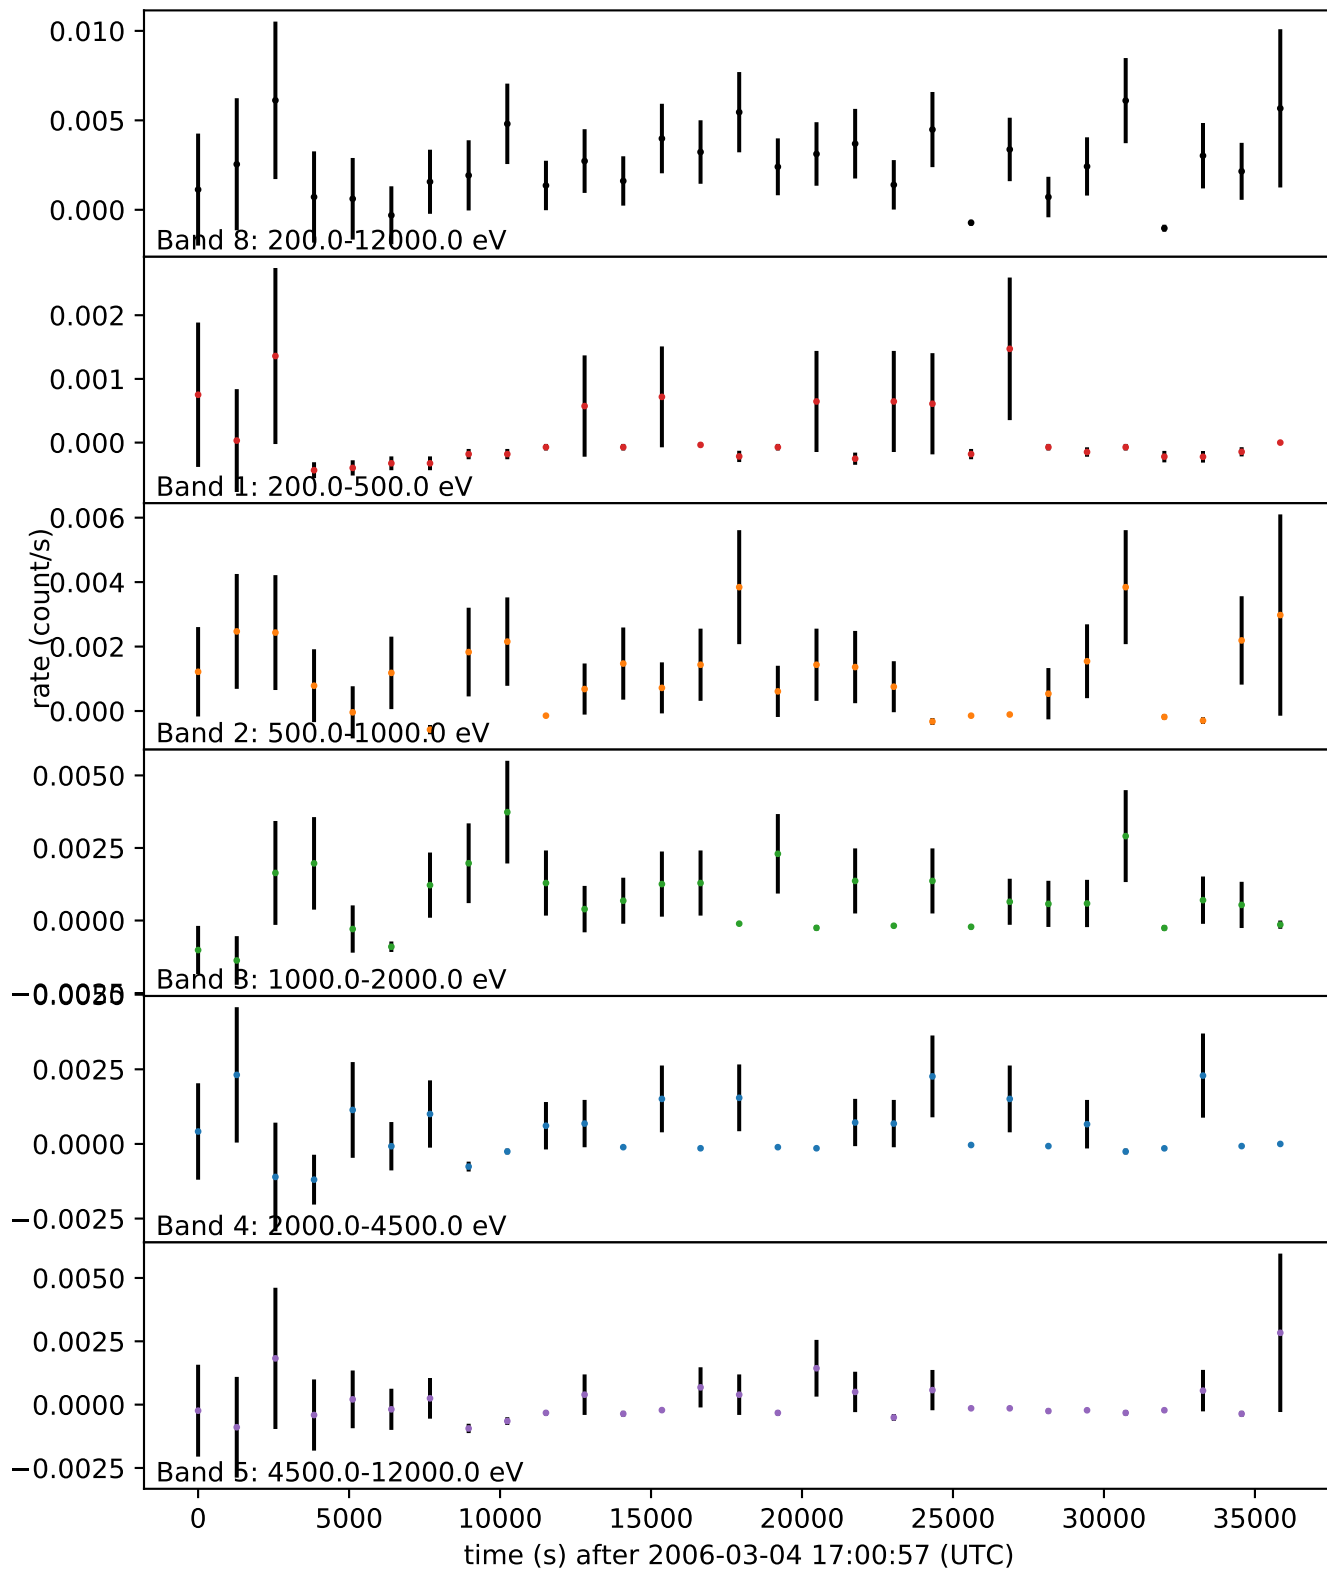 0.010
0.005
0.000
Band 8: 200.0-12000.0 eV
0.002
0.001
0.000
Band 1: 200.0-500.0 eV
rate (count/s)
0.006
0.004
0.002
0.000
Band 2: 500.0-1000.0 eV
0.0050
0.0025
0.0000
−0.0025
Band 3: 1000.0-2000.0 eV
0.0050
0.0025
0.0000
−0.0025
Band 4: 2000.0-4500.0 eV
0.0050
0.0025
0.0000
−0.0025
Band 5: 4500.0-12000.0 eV
0 5000 10000 15000 20000 25000 30000 35000
time (s) after 2006-03-04 17:00:57 (UTC)